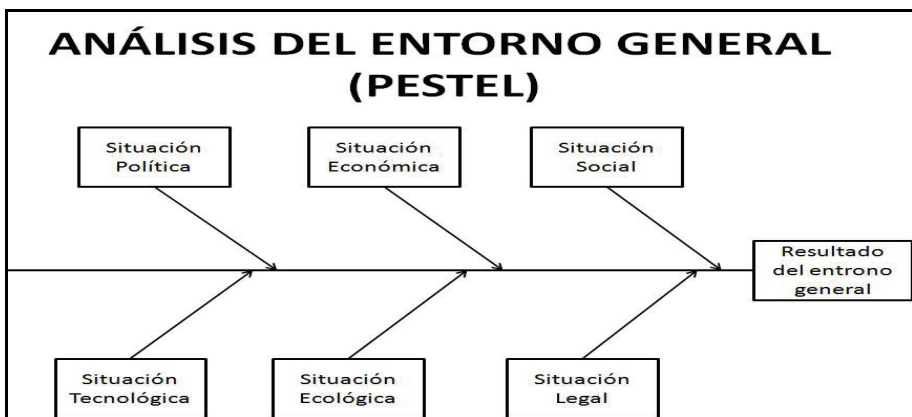 ANÁLISIS DEL ENTORNO GENERAL
(PESTEL)
Situación
Política
Situación
Económica
Situación
Social
Resultado
del entrono
general
Situación
Tecnológica
Situación
Ecológica
Situación
Legal